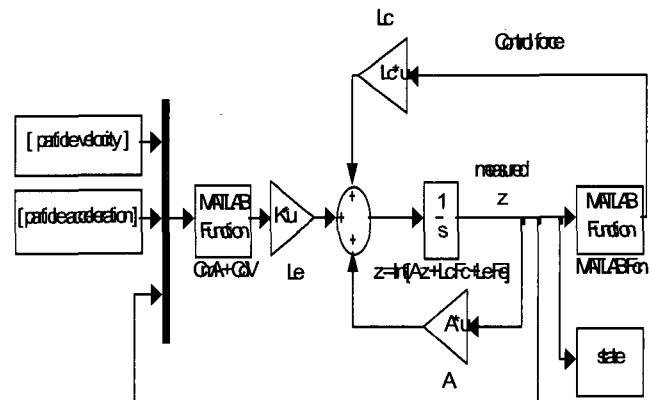 Lc
Control force
Lc*u
[ particle velocity ]
measured
z
[particle acceleration]
MATLAB
Function
K*u
1
s
MATLAB
Function
CmA+CdV
Le
z=Int[Az+LcFc+LeFe]
MATLAB Fcn
A*u
state
A
+
+
+